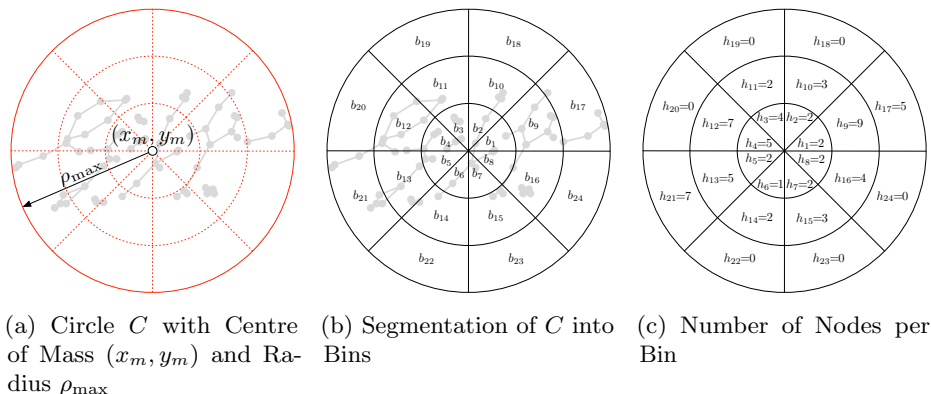 (x_m, y_m)
ρ_max
b_19 b_18
b_20 b_11 b_10 b_17
b_12 b_3 b_2 b_9
b_4 b_1
b_5 b_8
b_13 b_6 b_7 b_16
b_21 b_14 b_15 b_24
b_22 b_23
h_19=0 h_18=0
h_20=0 h_11=2 h_10=3 h_17=5
h_12=7 h_3=4 h_2=2 h_9=9
h_4=5 h_1=2
h_5=2 h_8=2
h_13=5 h_6=1 h_7=2 h_16=4
h_21=7 h_14=2 h_15=3 h_24=0
h_22=0 h_23=0
(a) Circle C with Centre
of Mass (x_m, y_m) and Ra-
dius ρ_max
(b) Segmentation of C into
Bins
(c) Number of Nodes per
Bin